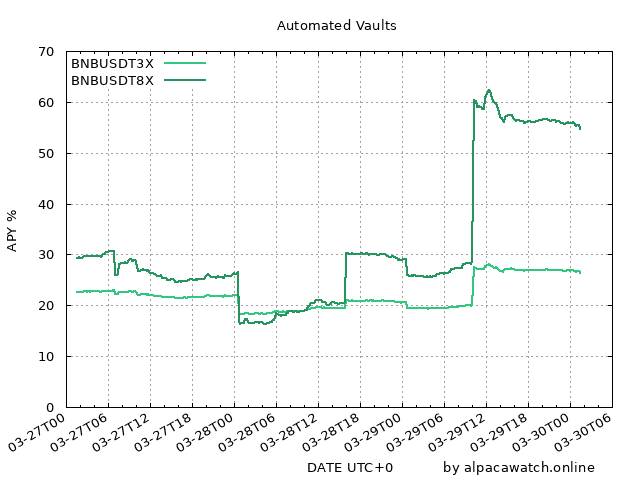 Automated Vaults
BNBUSDT3X
BNBUSDT8X
70
60
50
40
30
20
10
0
APY %
03-27T00
03-27T06
03-27T12
03-27T18
03-28T00
03-28T06
03-28T12
03-28T18
03-29T00
03-29T06
03-29T12
03-29T18
03-30T00
03-30T06
DATE UTC+0
by alpacawatch.online